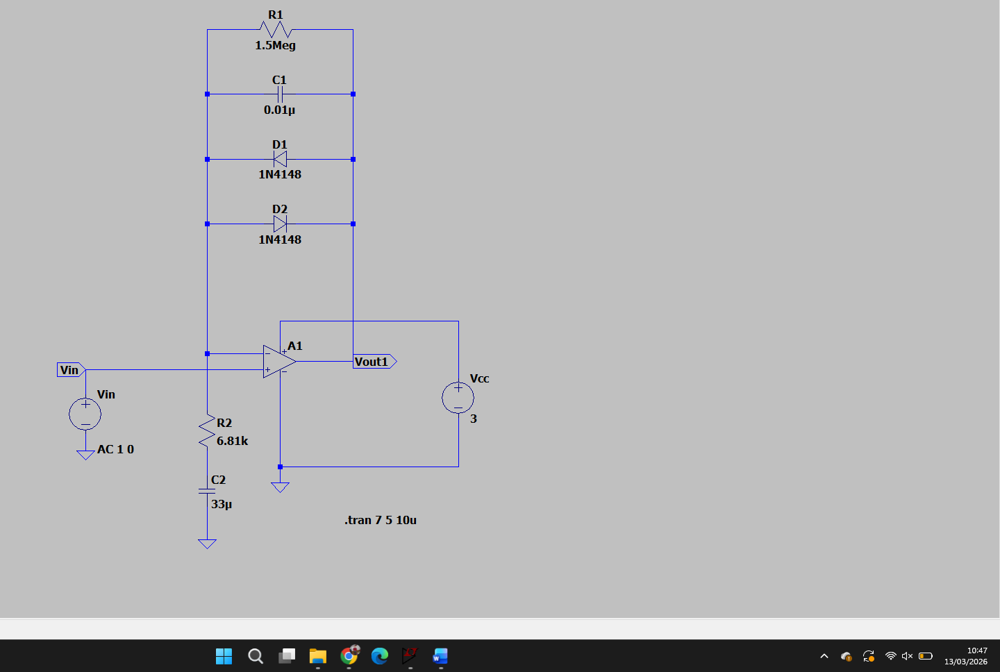 R1
1.5Meg
C1
0.01µ
D1
1N4148
D2
1N4148
A1
Vin
Vout1
Vcc
3
Vin
AC 1 0
R2
6.81k
C2
33µ
.tran 7 5 10u
10:47
13/03/2026